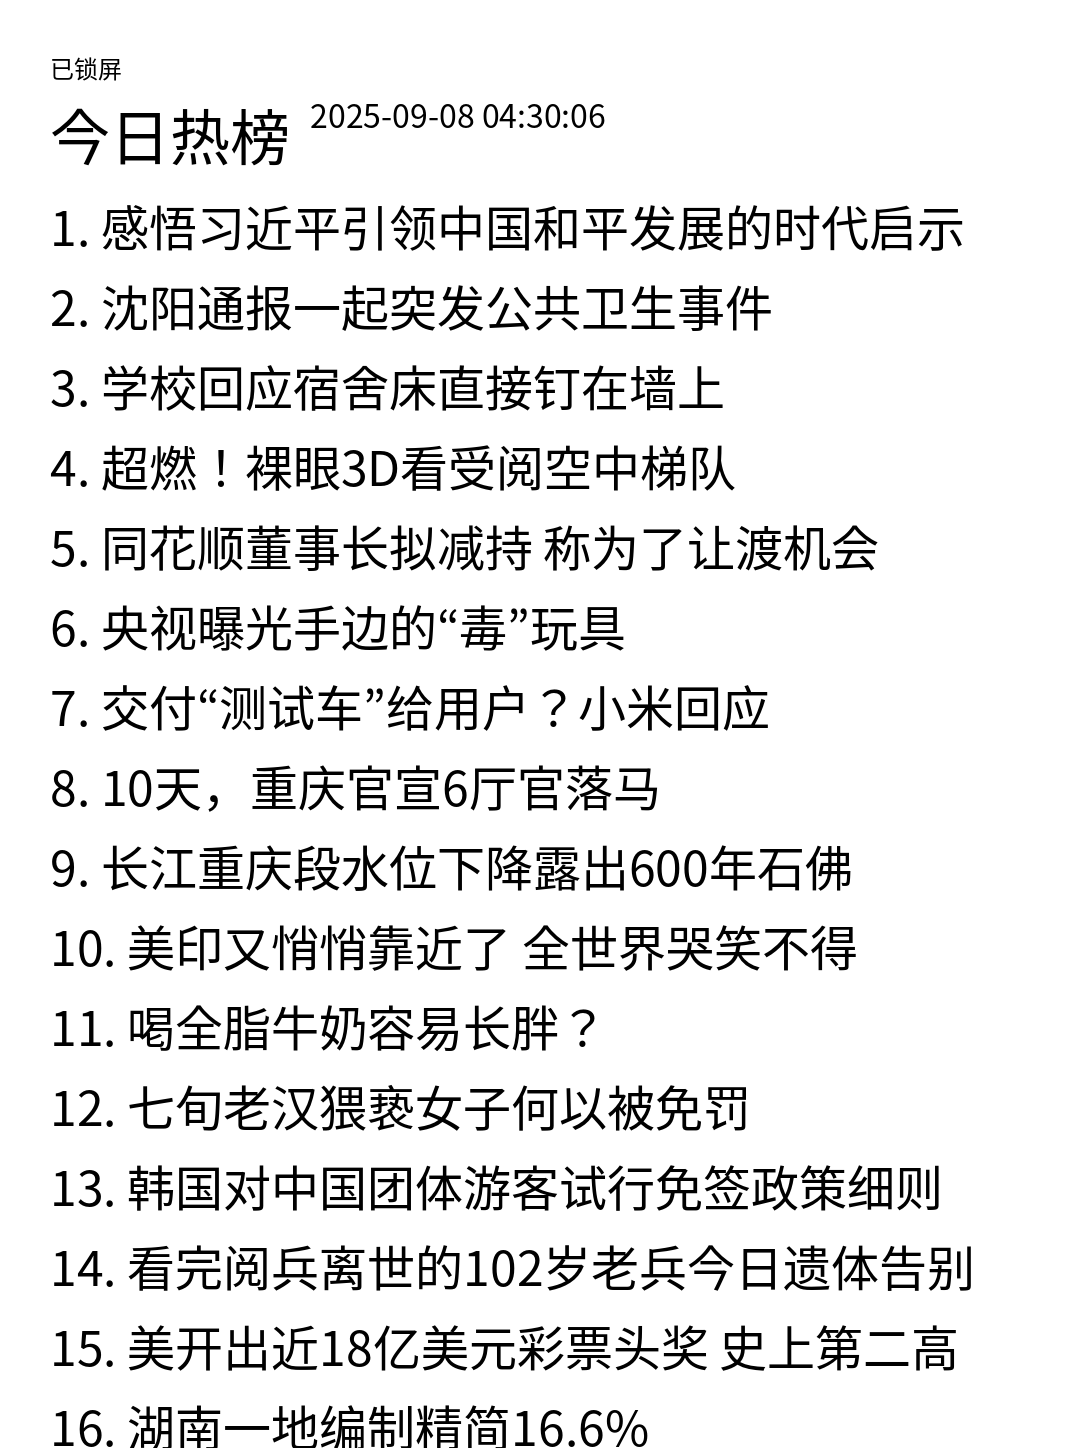 已锁屏
今日热榜 2025-09-08 04:30:06
1. 感悟习近平引领中国和平发展的时代启示
2. 沈阳通报一起突发公共卫生事件
3. 学校回应宿舍床直接钉在墙上
4. 超燃！裸眼3D看受阅空中梯队
5. 同花顺董事长拟减持 称为了让渡机会
6. 央视曝光手边的“毒”玩具
7. 交付“测试车”给用户？小米回应
8. 10天，重庆官宣6厅官落马
9. 长江重庆段水位下降露出600年石佛
10. 美印又悄悄靠近了 全世界哭笑不得
11. 喝全脂牛奶容易长胖？
12. 七旬老汉猥亵女子何以被免罚
13. 韩国对中国团体游客试行免签政策细则
14. 看完阅兵离世的102岁老兵今日遗体告别
15. 美开出近18亿美元彩票头奖 史上第二高
16. 湖南一地编制精简16.6%